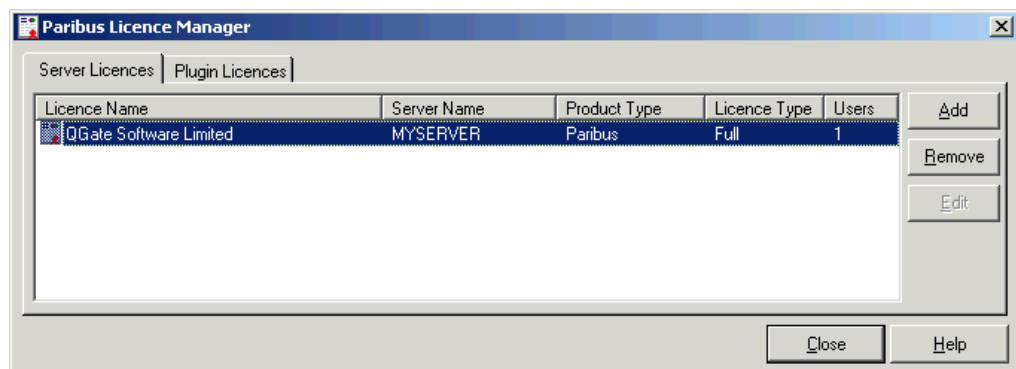 Paribus Licence Manager
Server Licences Plugin Licences
Licence Name Server Name Product Type Licence Type Users
QGate Software Limited MYSERVER Paribus Full 1
Add
Remove
Edit
Close Help